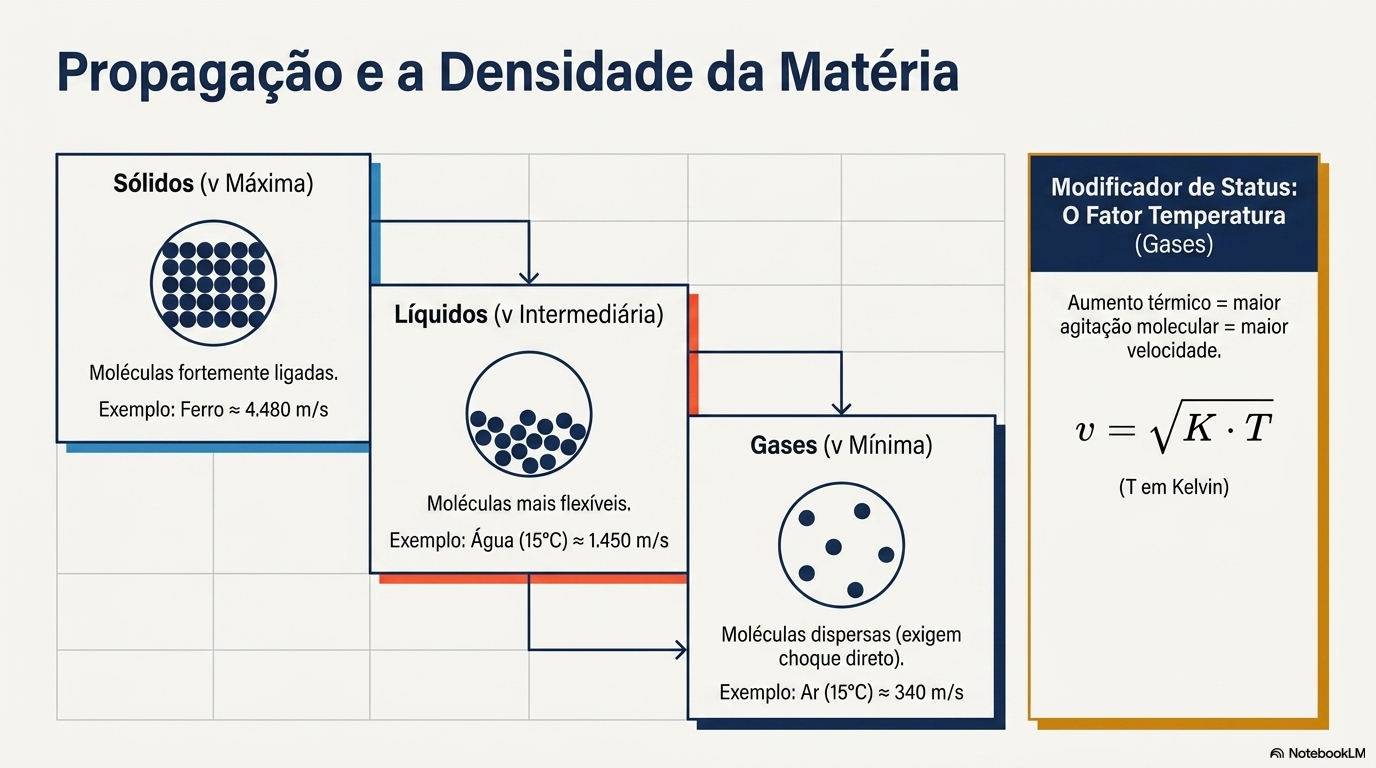 Propagação e a Densidade da Matéria
Sólidos (v Máxima)
Moléculas fortemente ligadas.
Exemplo: Ferro ≈ 4.480 m/s
Líquidos (v Intermediária)
Moléculas mais flexíveis.
Exemplo: Água (15°C) ≈ 1.450 m/s
Gases (v Mínima)
Moléculas dispersas (exigem
choque direto).
Exemplo: Ar (15°C) ≈ 340 m/s
Modificador de Status:
O Fator Temperatura
(Gases)
Aumento térmico = maior
agitação molecular = maior
velocidade.
v = √K · T
(T em Kelvin)
NotebookLM